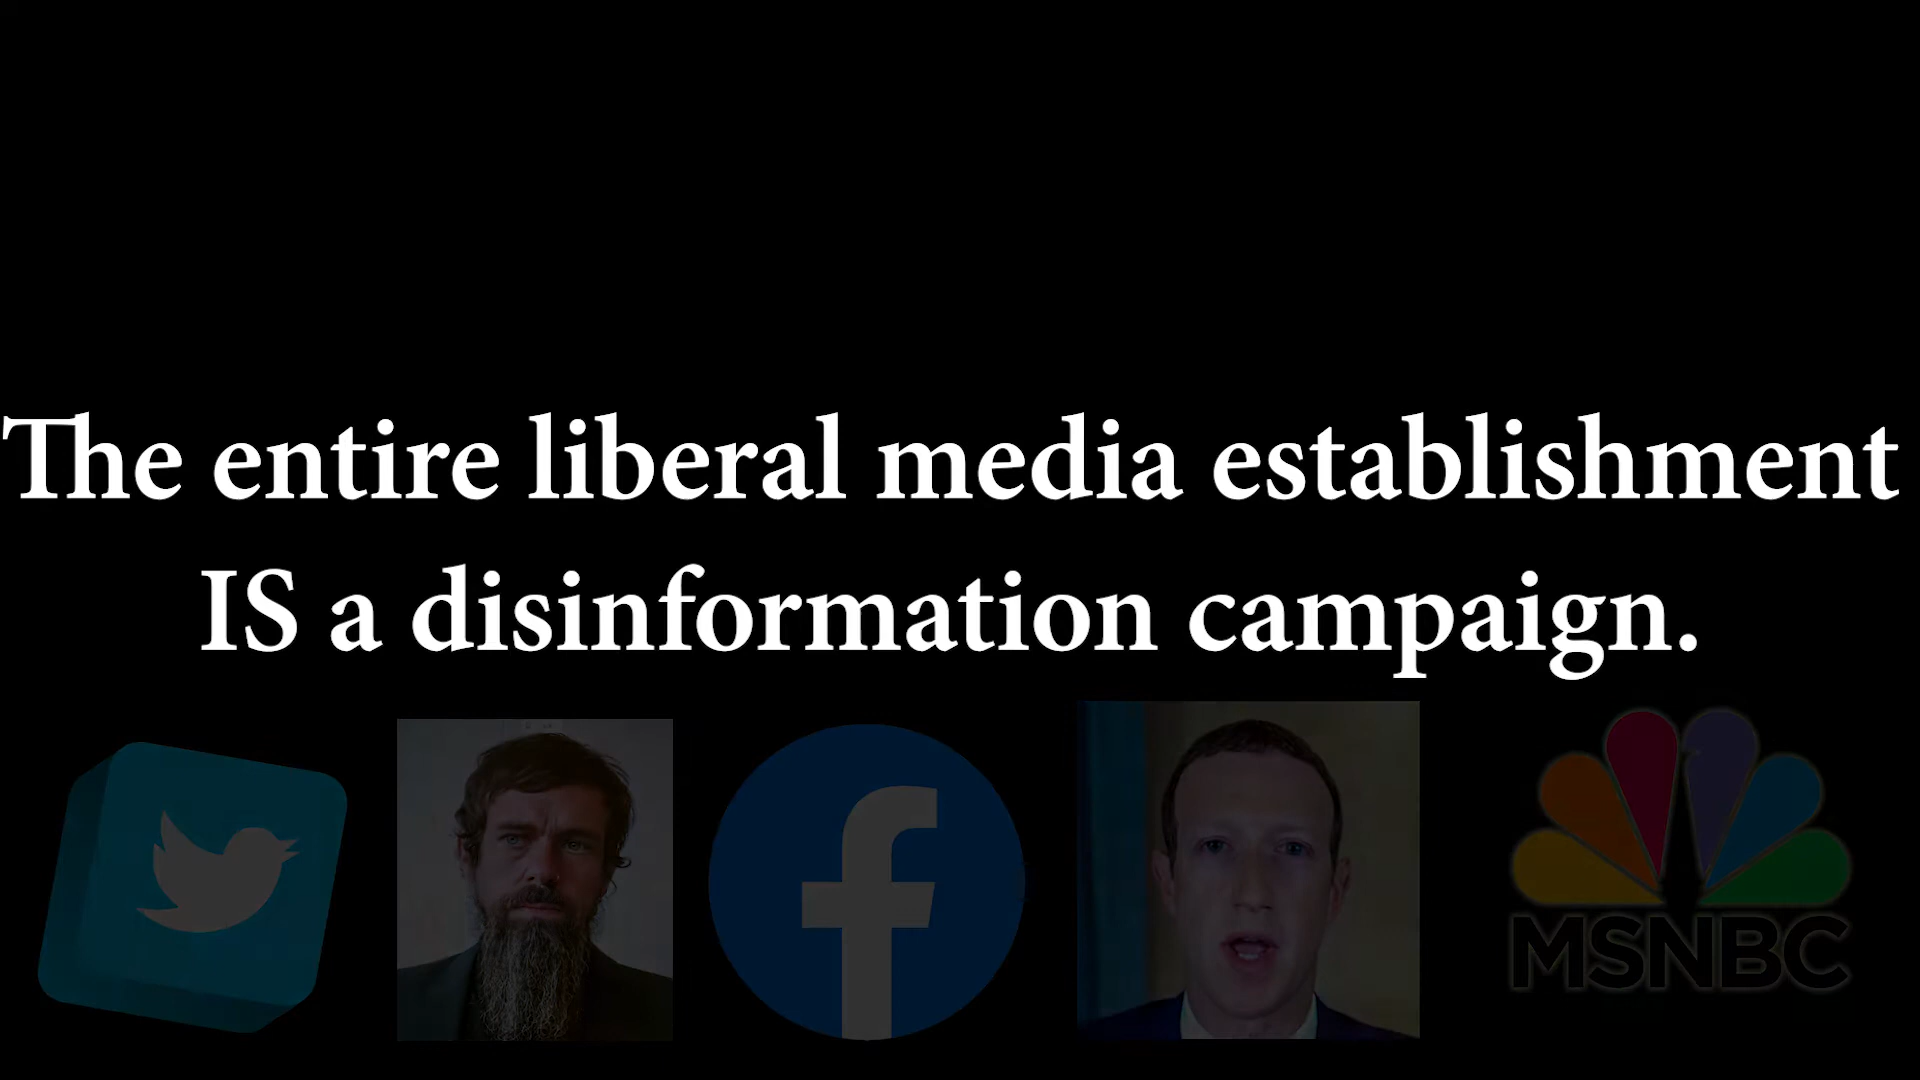 The entire liberal media establishment
IS a disinformation campaign.
MSNBC